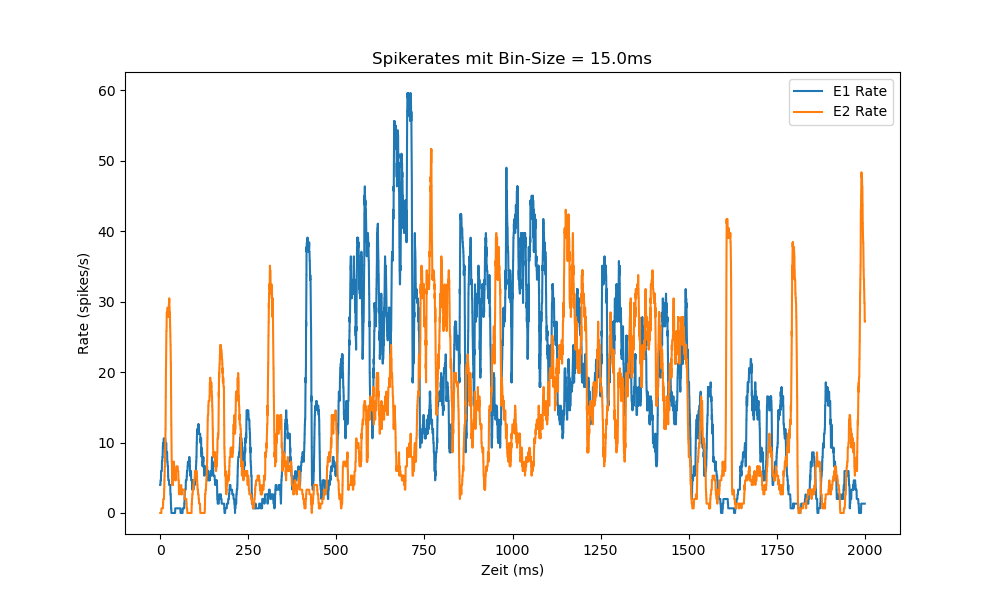 Spikerates mit Bin-Size = 15.0ms
E1 Rate
E2 Rate
60
50
40
30
20
10
0
Rate (spikes/s)
0 250 500 750 1000 1250 1500 1750 2000
Zeit (ms)